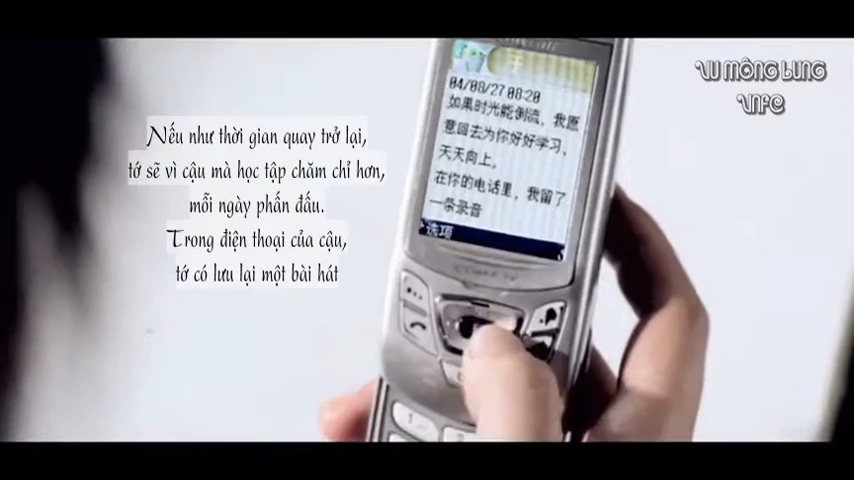 VU MÔNG LUNG
VNFC
Nếu như thời gian quay trở lại,
tớ sẽ vì cậu mà học tập chăm chỉ hơn,
mỗi ngày phấn đấu.
Trong điện thoại của cậu,
tớ có lưu lại một bài hát
04/08/27 08:20
如果时光能倒流，我愿
意回去为你好好学习，
天天向上。
在你的电话里，我留了
一条录音
选项
1
2